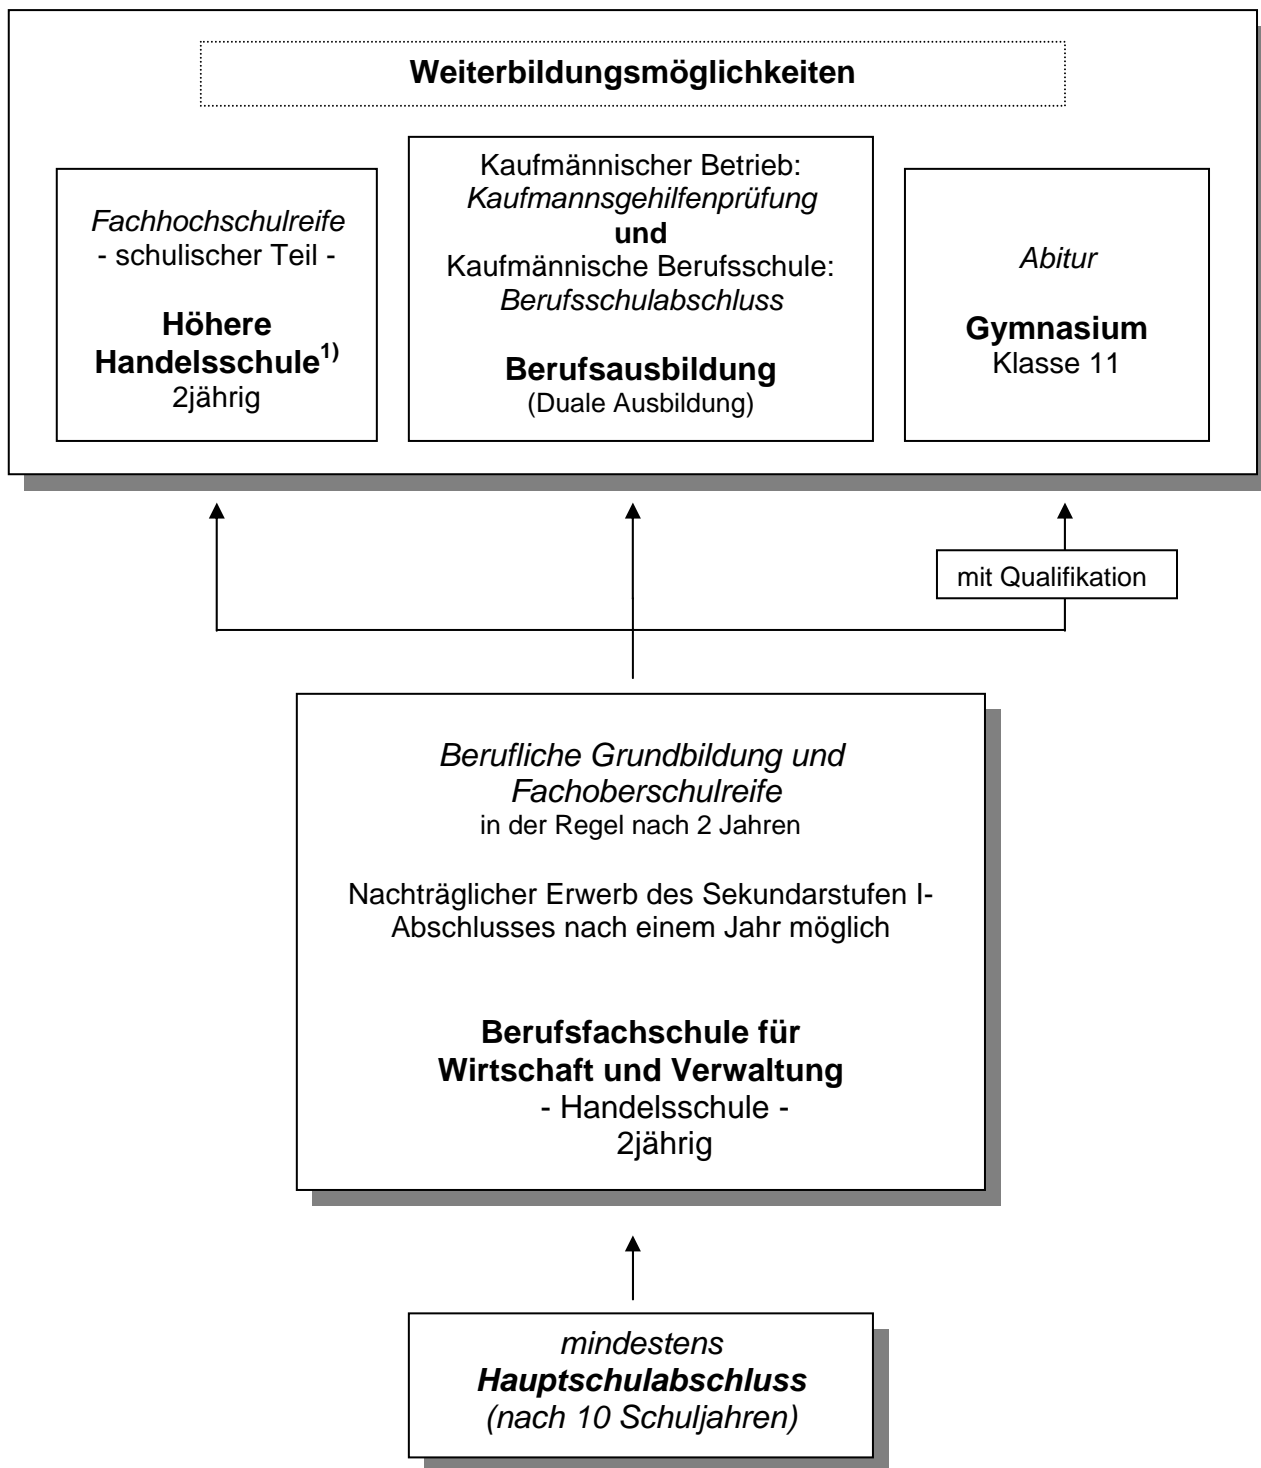 Weiterbildungsmöglichkeiten
Fachhochschulreife
- schulischer Teil -
Höhere
Handelsschule1)
2jährig
Kaufmännischer Betrieb:
Kaufmannsgehilfenprüfung
und
Kaufmännische Berufsschule:
Berufsschulabschluss
Berufsausbildung
(Duale Ausbildung)
Abitur
Gymnasium
Klasse 11
mit Qualifikation
Berufliche Grundbildung und
Fachoberschulreife
in der Regel nach 2 Jahren
Nachträglicher Erwerb des Sekundarstufen I-
Abschlusses nach einem Jahr möglich
Berufsfachschule für
Wirtschaft und Verwaltung
- Handelsschule -
2jährig
mindestens
Hauptschulabschluss
(nach 10 Schuljahren)